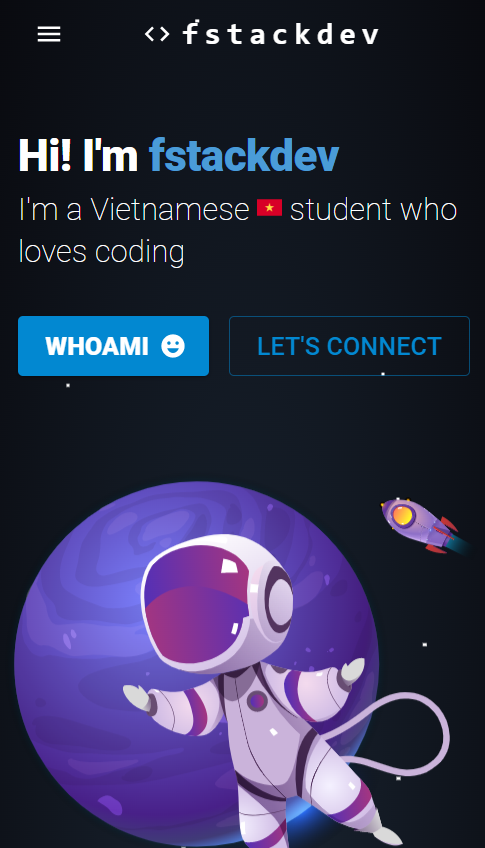 <> fstackdev
Hi! I'm fstackdev
I'm a Vietnamese 🇻🇳 student who
loves coding
WHOAMI
LET'S CONNECT